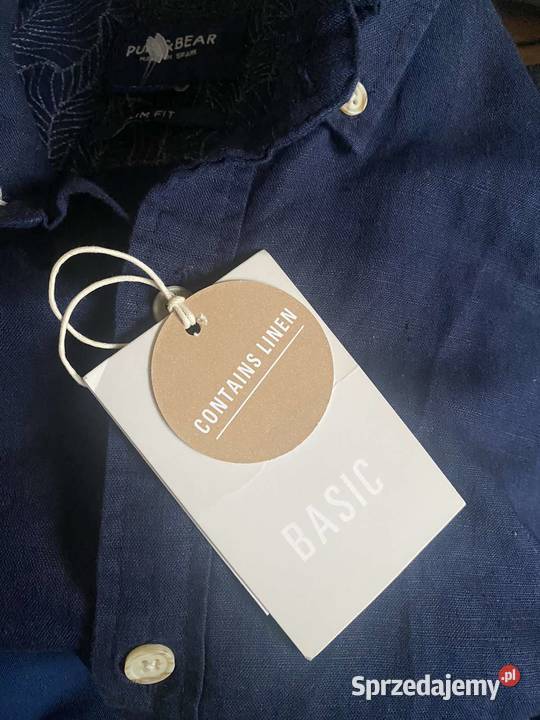 PULL&BEAR
SLIM FIT
CONTAINS LINEN
BASIC
Sprzedajemy.pl